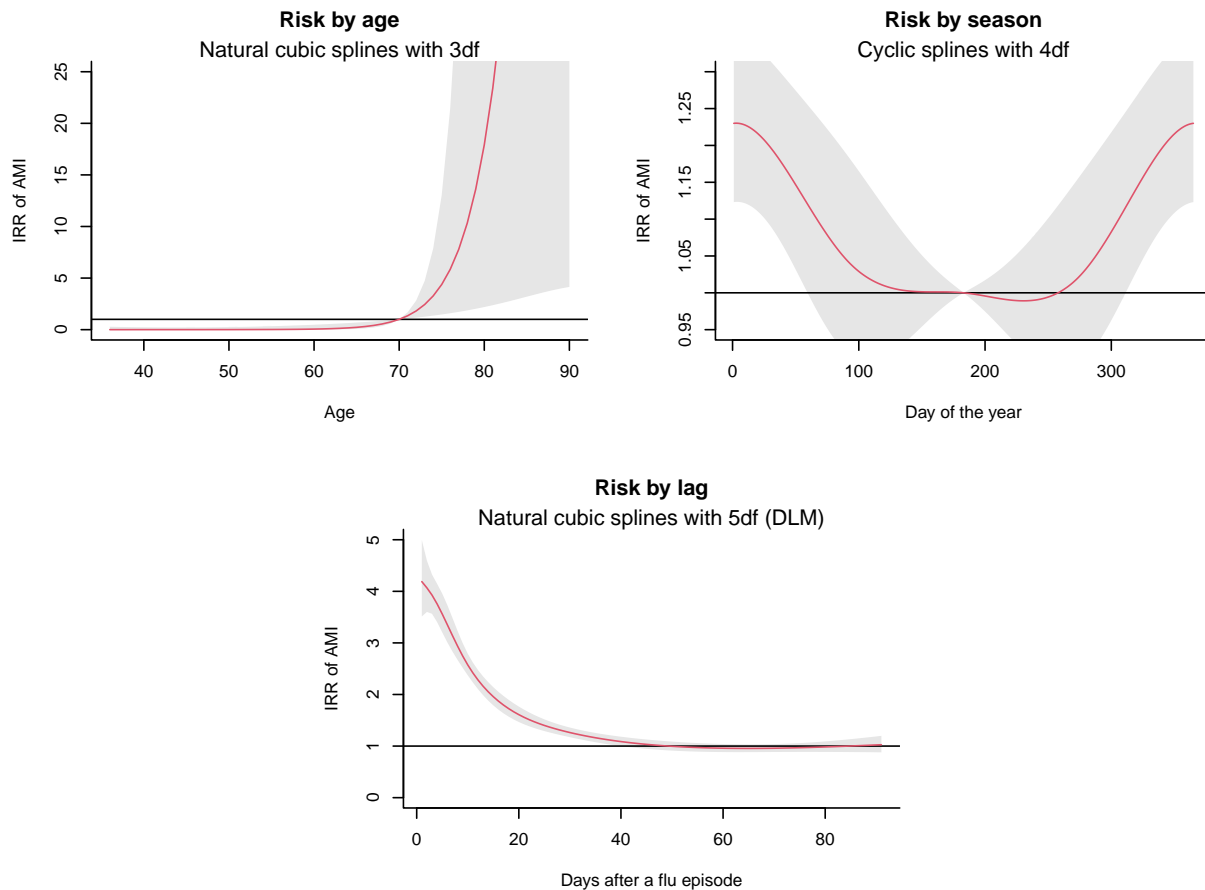 Risk by age
Natural cubic splines with 3df
25
20
15
10
5
0
IRR of AMI
40 50 60 70 80 90
Age
Risk by season
Cyclic splines with 4df
1.25
1.15
1.05
0.95
IRR of AMI
0 100 200 300
Day of the year
Risk by lag
Natural cubic splines with 5df (DLM)
5
4
3
2
1
0
IRR of AMI
0 20 40 60 80
Days after a flu episode